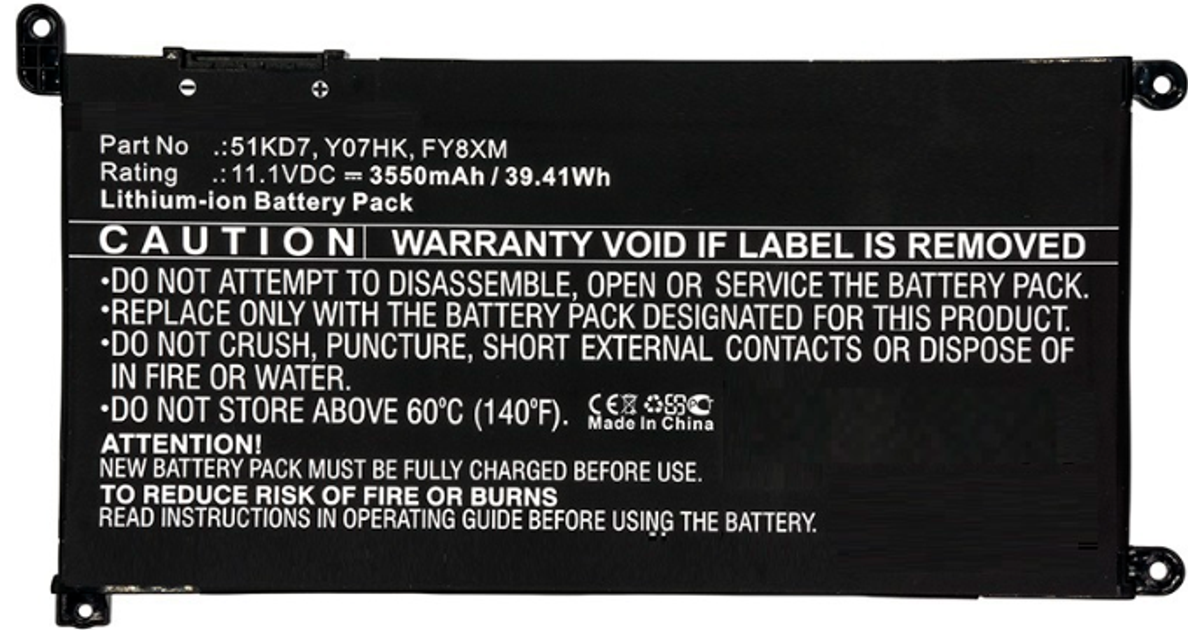 Part No .:51KD7, Y07HK, FY8XM
Rating .:11.1VDC ⎓ 3550mAh / 39.41Wh
Lithium-ion Battery Pack
CAUTION WARRANTY VOID IF LABEL IS REMOVED
•DO NOT ATTEMPT TO DISASSEMBLE, OPEN OR SERVICE THE BATTERY PACK.
•REPLACE ONLY WITH THE BATTERY PACK DESIGNATED FOR THIS PRODUCT.
•DO NOT CRUSH, PUNCTURE, SHORT EXTERNAL CONTACTS OR DISPOSE OF
IN FIRE OR WATER.
•DO NOT STORE ABOVE 60°C (140°F). CE
Made In China
ATTENTION!
NEW BATTERY PACK MUST BE FULLY CHARGED BEFORE USE.
TO REDUCE RISK OF FIRE OR BURNS
READ INSTRUCTIONS IN OPERATING GUIDE BEFORE USING THE BATTERY.